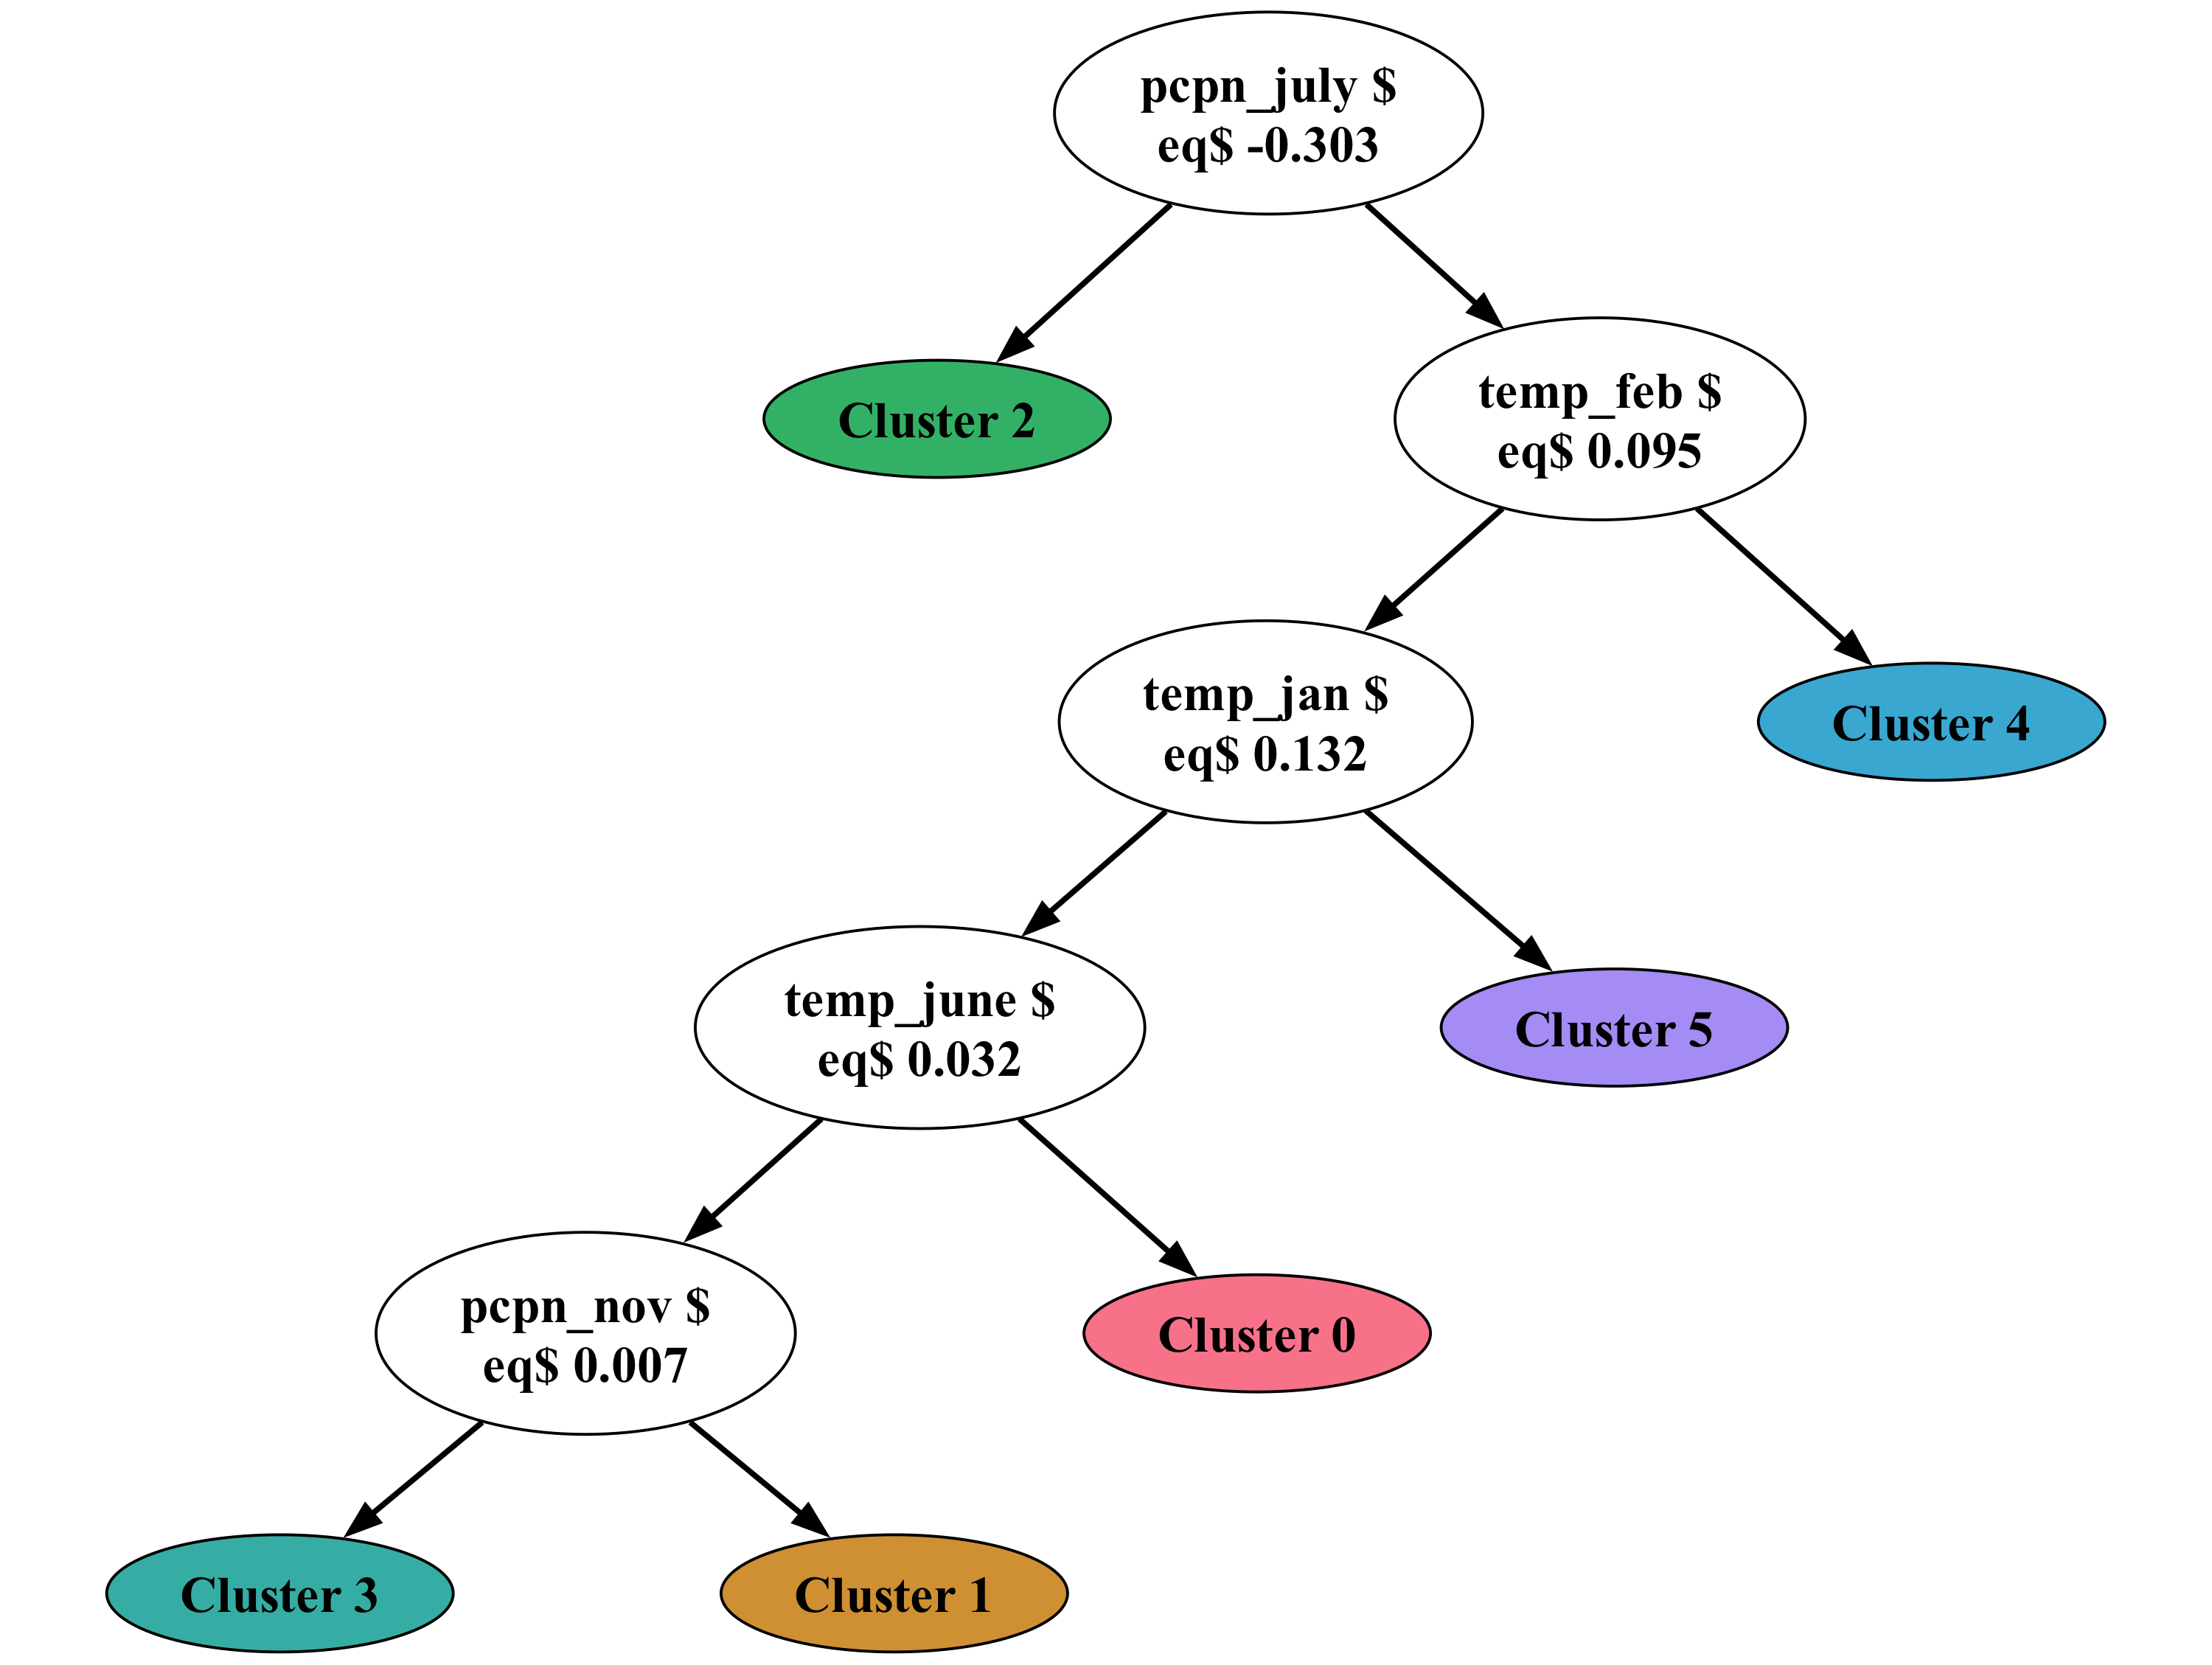 pcpn_july $
eq$ -0.303
Cluster 2
temp_feb $
eq$ 0.095
temp_jan $
eq$ 0.132
Cluster 4
temp_june $
eq$ 0.032
Cluster 5
pcpn_nov $
eq$ 0.007
Cluster 0
Cluster 3
Cluster 1